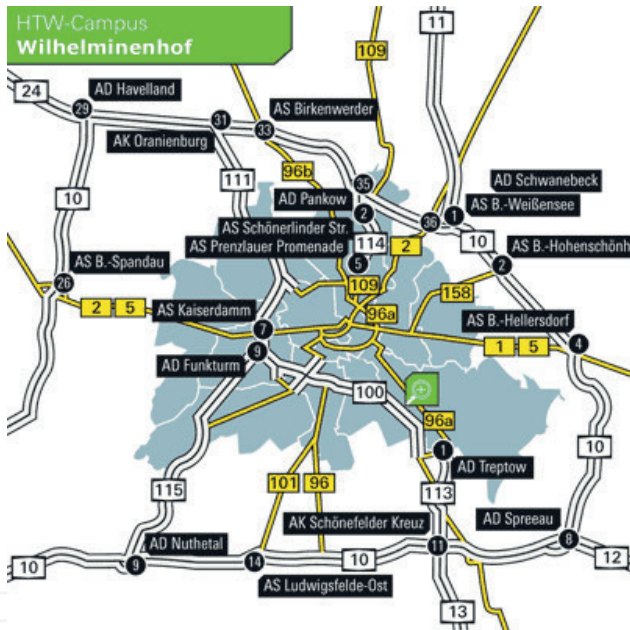 HTW-Campus
Wilhelminenhof
109
11
24
AD Havelland
29
31
AS Birkenwerder
33
AK Oranienburg
96b
10
111
35
AD Schwanebeck
AD Pankow
2
36
1
AS B.-Weißensee
AS Schönerlinder Str.
114
2
10
AS B.-Hohenschönh
AS Prenzlauer Promenade
5
2
AS B.-Spandau
26
109
158
2
5
AS Kaiserdamm
96a
AS B.-Hellersdorf
7
4
1
5
9
AD Funkturm
100
96a
1
10
AD Treptow
101
96
115
113
AK Schönefelder Kreuz
AD Spreeau
AD Nuthetal
11
8
10
9
14
10
12
AS Ludwigsfelde-Ost
13